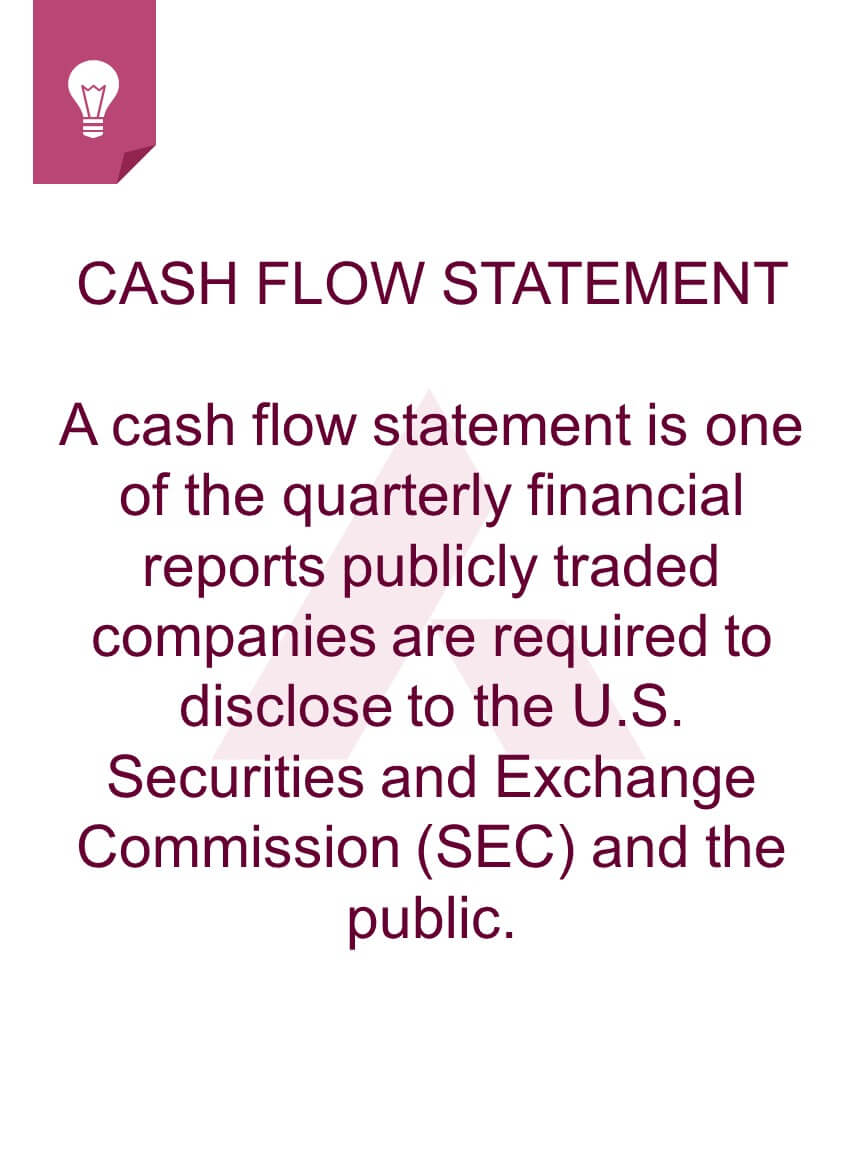 CASH FLOW STATEMENT
A cash flow statement is one
of the quarterly financial
reports publicly traded
companies are required to
disclose to the U.S.
Securities and Exchange
Commission (SEC) and the
public.